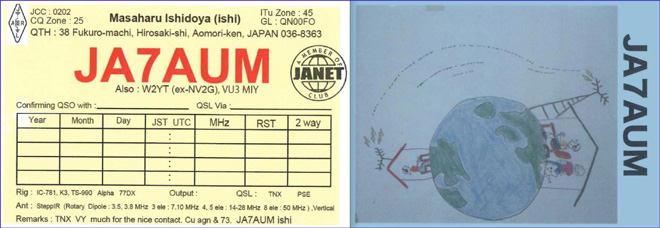 JCC : 0202
CQ Zone : 25
Masaharu Ishidoya (ishi)
ITu Zone : 45
GL : QN00FO
QTH : 38 Fukuro-machi, Hirosaki-shi, Aomori-ken, JAPAN 036-8363
JA7AUM
A MEMBER OF
JANET
CLUB
Also : W2YT (ex-NV2G), VU3 MIY
Confirming QSO with :
QSL Via :
Year Month Day JST UTC MHz RST 2 way
:
:
:
:
Rig : IC-781, K3, TS-990 Alpha 77DX Output : QSL : TNX PSE
Ant : SteppIR (Rotary Dipole : 3.5, 3.8 MHz 3 ele : 7,10 MHz 4, 5 ele : 14-28 MHz 8 ele : 50 MHz ) ,Vertical
Remarks : TNX VY much for the nice contact. Cu agn & 73. JA7AUM ishi
JA7AUM